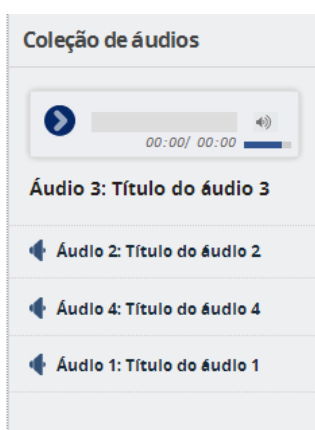 Coleção de áudios
00:00/ 00:00
Áudio 3: Título do áudio 3
Áudio 2: Título do áudio 2
Áudio 4: Título do áudio 4
Áudio 1: Título do áudio 1